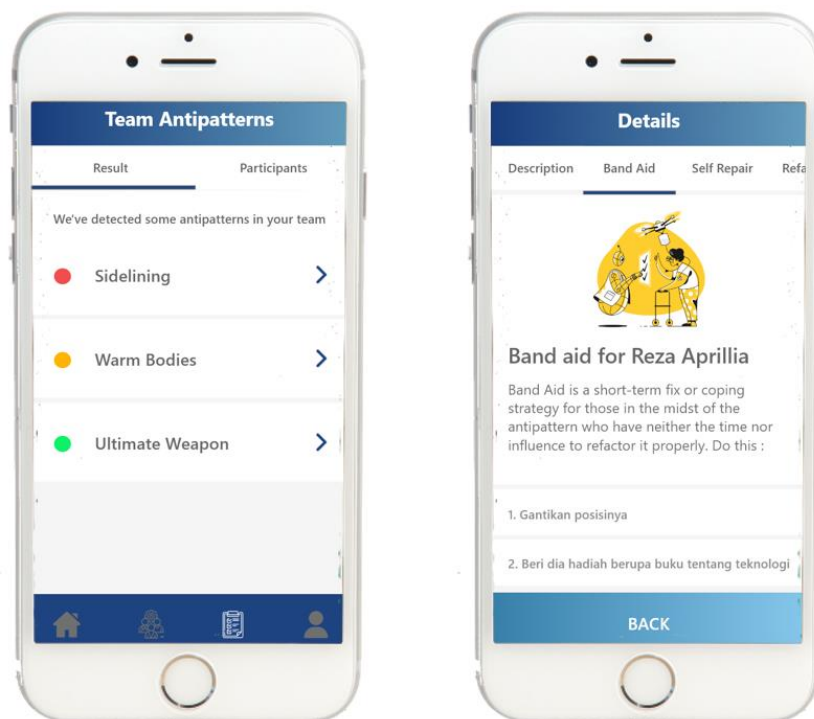 Team Antipatterns
Result Participants
We've detected some antipatterns in your team
Sidelining
Warm Bodies
Ultimate Weapon
Details
Description Band Aid Self Repair Refa
Band aid for Reza Aprillia
Band Aid is a short-term fix or coping
strategy for those in the midst of the
antipattern who have neither the time nor
influence to refactor it properly. Do this :
1. Gantikan posisinya
2. Beri dia hadiah berupa buku tentang teknologi
BACK